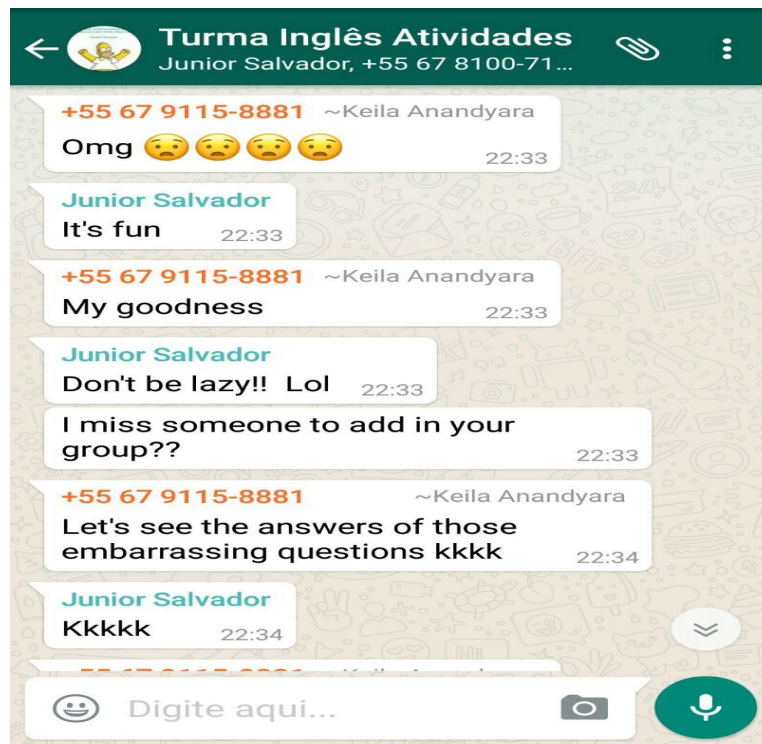 Turma Inglês Atividades
Junior Salvador, +55 67 8100-71...
+55 67 9115-8881 ~Keila Anandyara
Omg 😟😟😟😟 22:33
Junior Salvador
It's fun 22:33
+55 67 9115-8881 ~Keila Anandyara
My goodness 22:33
Junior Salvador
Don't be lazy!! Lol 22:33
I miss someone to add in your
group?? 22:33
+55 67 9115-8881 ~Keila Anandyara
Let's see the answers of those
embarrassing questions kkkk 22:34
Junior Salvador
Kkkkk 22:34
Digite aqui...